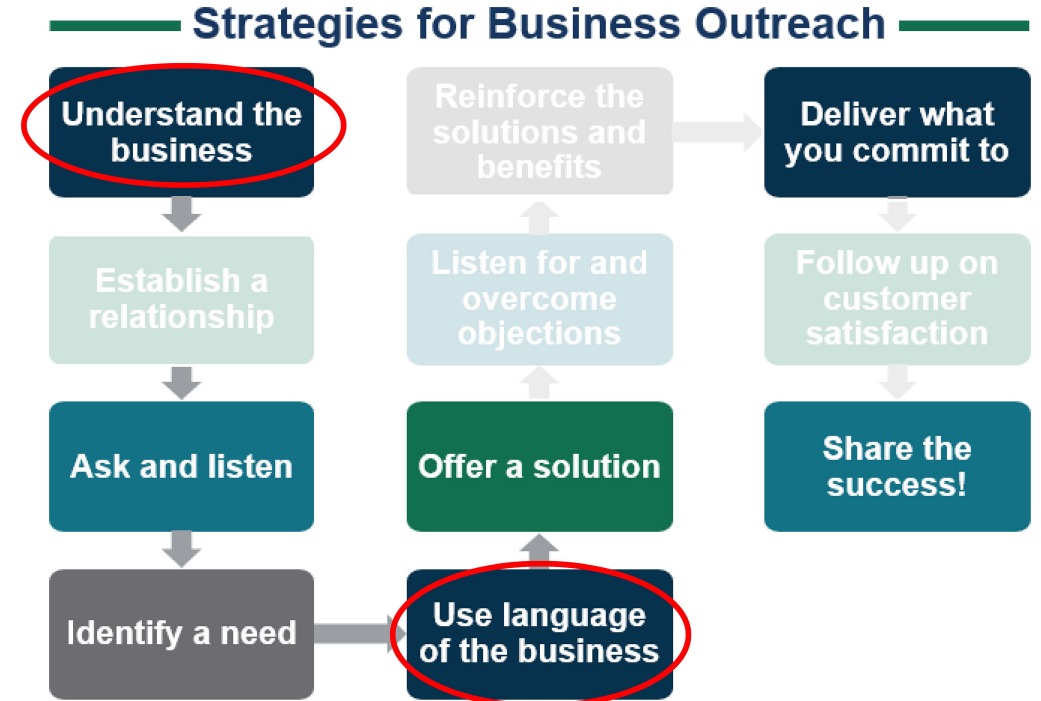 Strategies for Business Outreach
Understand the
business
Establish a
relationship
Ask and listen
Identify a need
Use language
of the business
Offer a solution
Listen for and
overcome
objections
Reinforce the
solutions and
benefits
Deliver what
you commit to
Follow up on
customer
satisfaction
Share the
success!